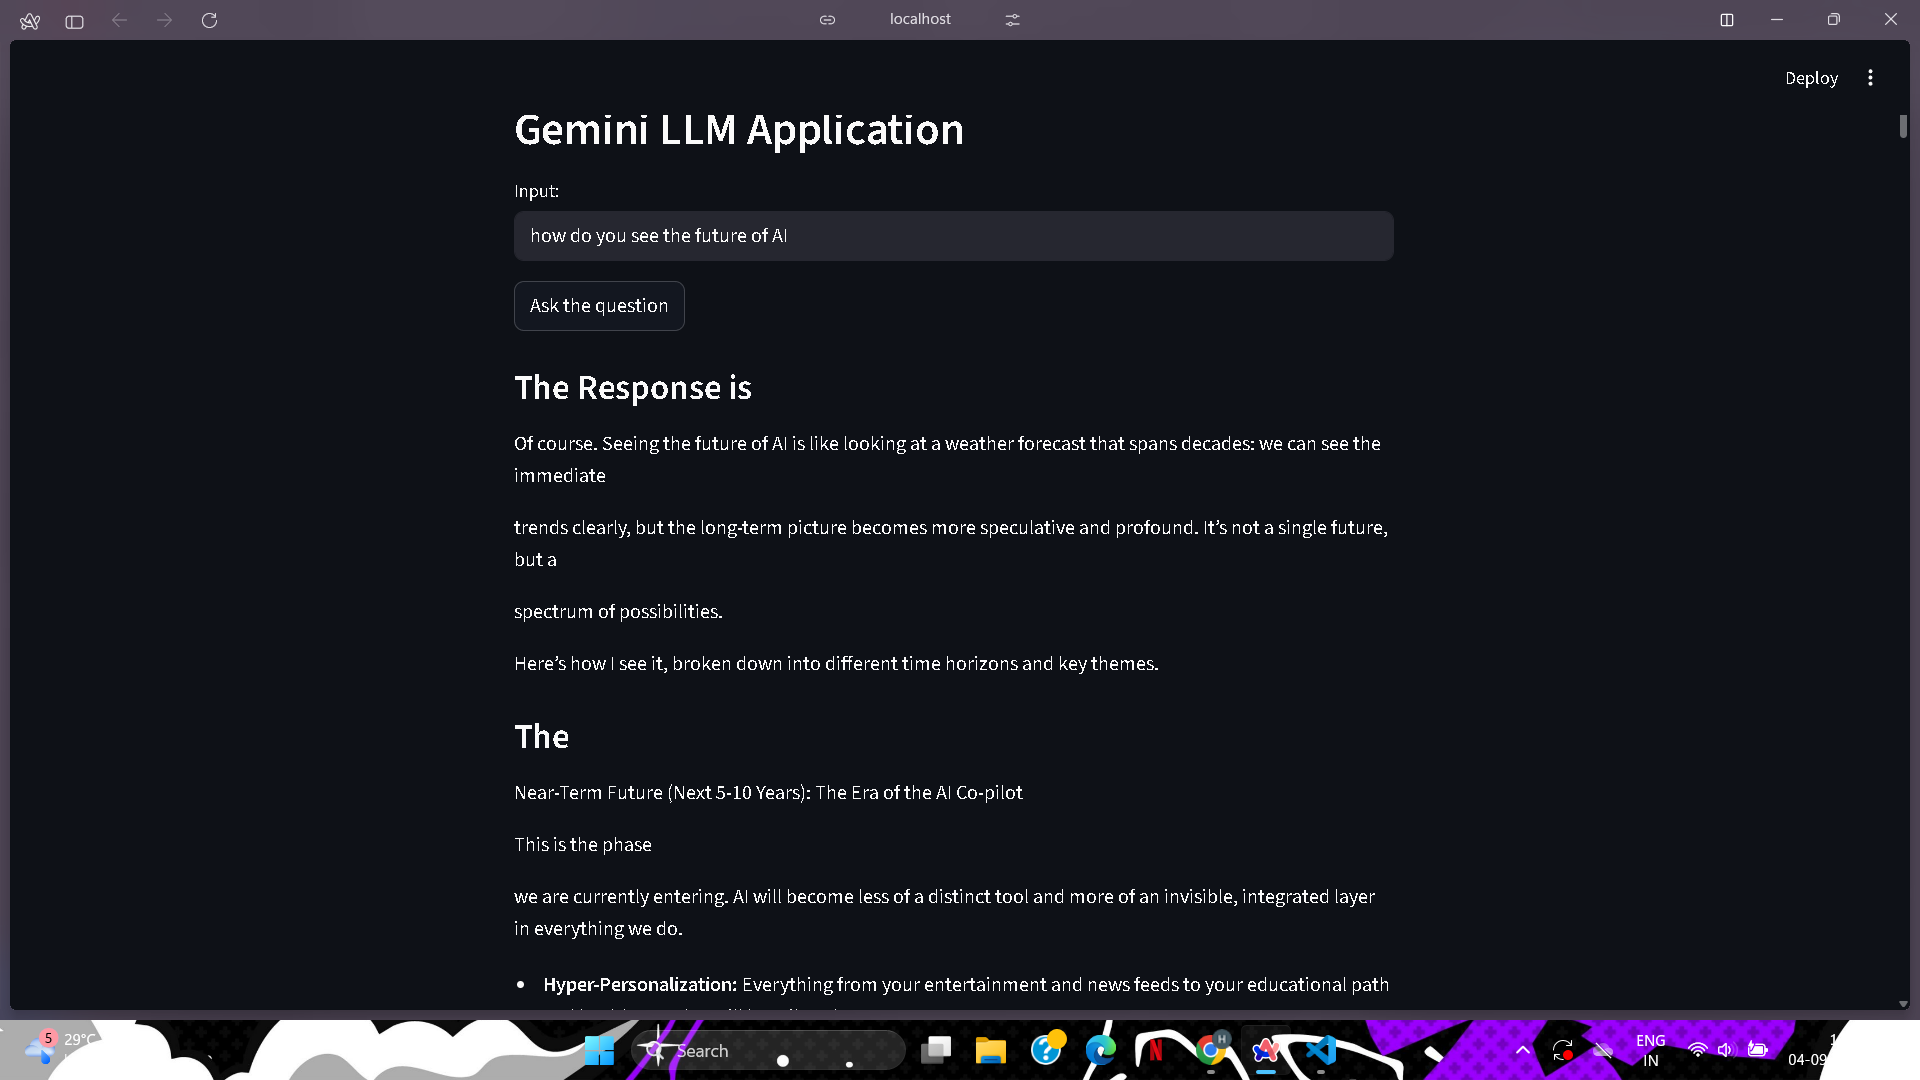 localhost
Deploy
Gemini LLM Application
Input:
how do you see the future of AI
Ask the question
The Response is
Of course. Seeing the future of AI is like looking at a weather forecast that spans decades: we can see the
immediate
trends clearly, but the long-term picture becomes more speculative and profound. It’s not a single future,
but a
spectrum of possibilities.
Here’s how I see it, broken down into different time horizons and key themes.
The
Near-Term Future (Next 5-10 Years): The Era of the AI Co-pilot
This is the phase
we are currently entering. AI will become less of a distinct tool and more of an invisible, integrated layer
in everything we do.
• Hyper-Personalization: Everything from your entertainment and news feeds to your educational path
5
29°C
Search
H
ENG
IN
04-09